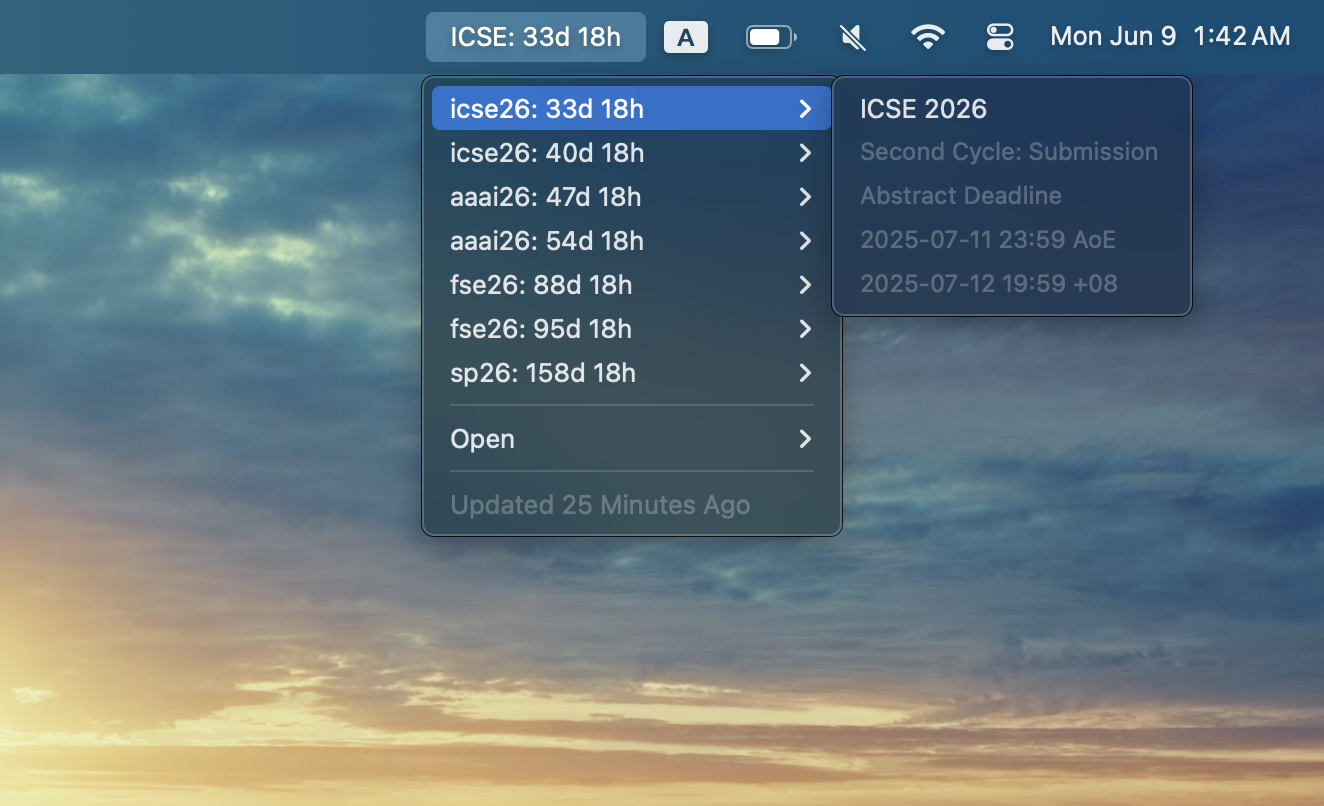 ICSE: 33d 18h A Mon Jun 9 1:42 AM
icse26: 33d 18h
icse26: 40d 18h
aaai26: 47d 18h
aaai26: 54d 18h
fse26: 88d 18h
fse26: 95d 18h
sp26: 158d 18h
Open
Updated 25 Minutes Ago
ICSE 2026
Second Cycle: Submission
Abstract Deadline
2025-07-11 23:59 AoE
2025-07-12 19:59 +08